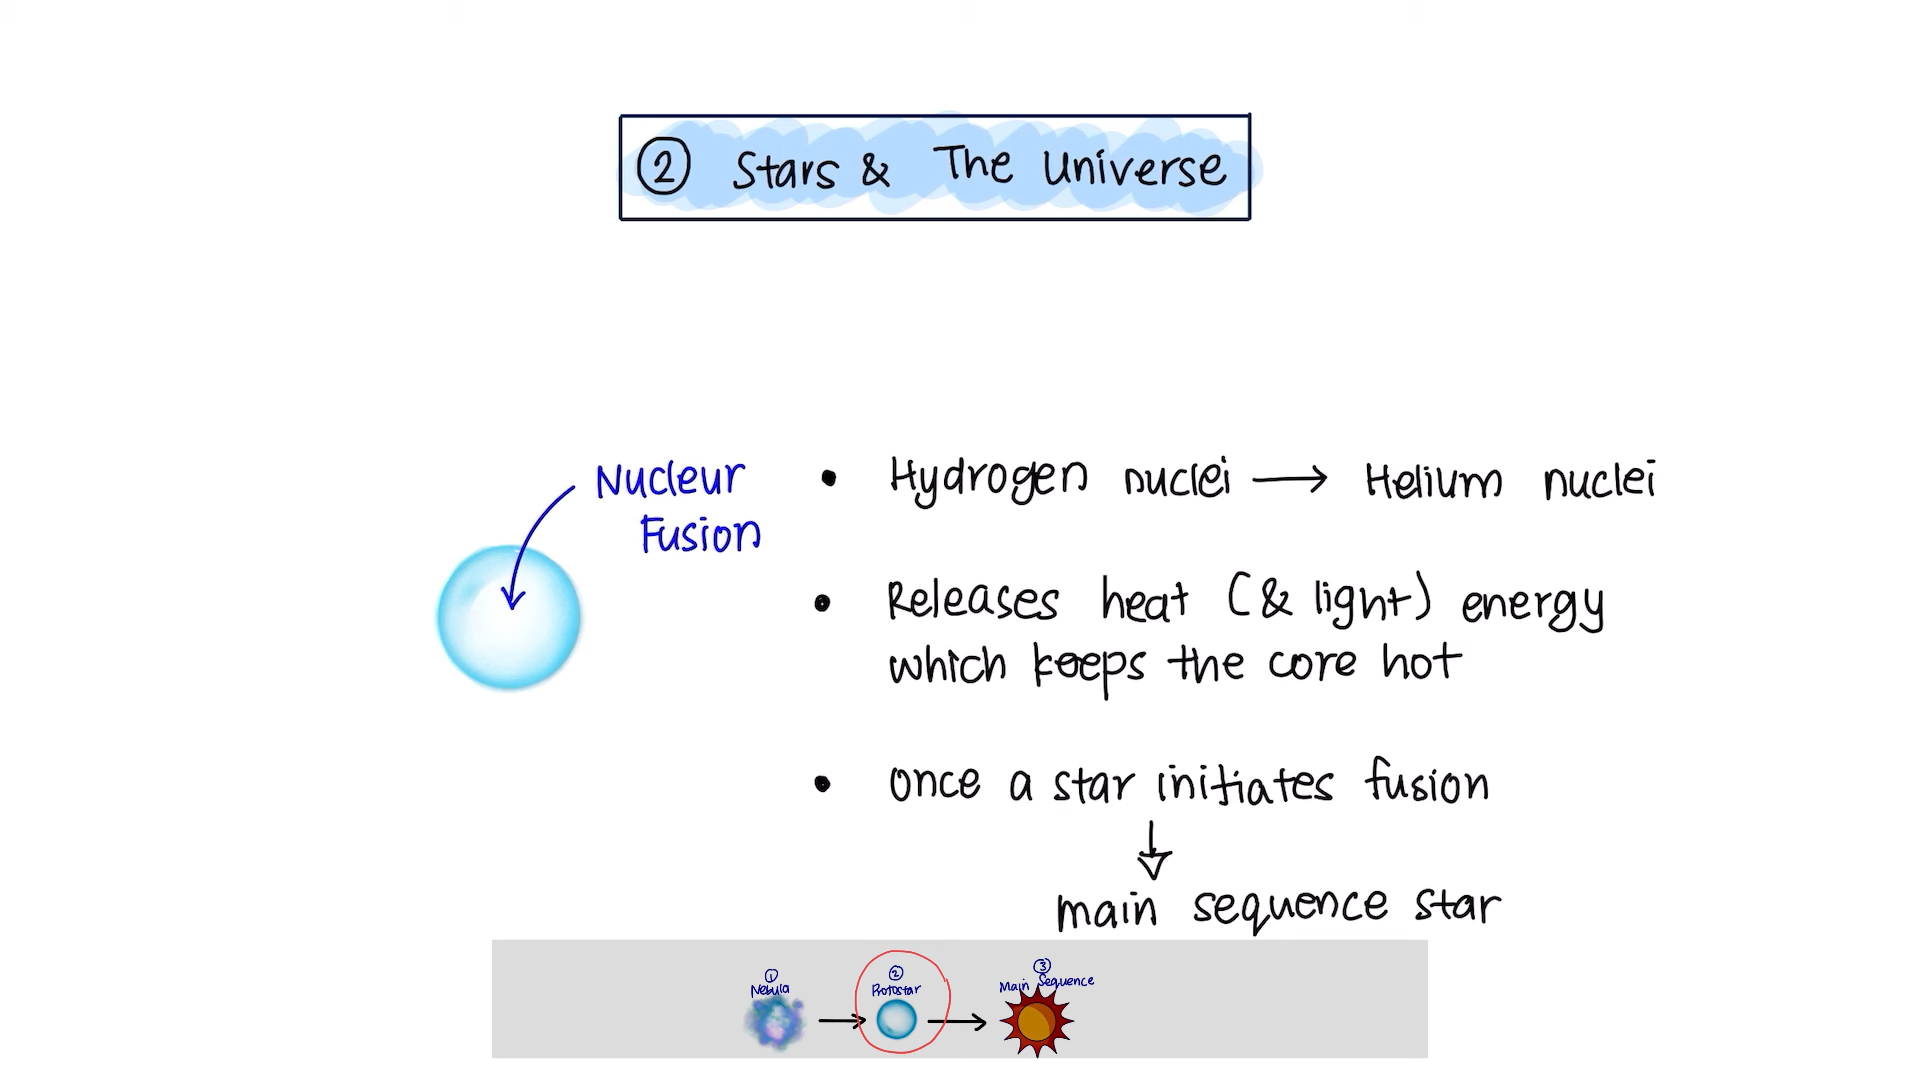 ② Stars & The Universe
Nucleur
Fusion
• Hydrogen nuclei → Helium nuclei
• Releases heat (& light) energy
which keeps the core hot
• once a star initiates fusion
↓
main sequence star
①
Nebula
②
Protostar
③
Main Sequence